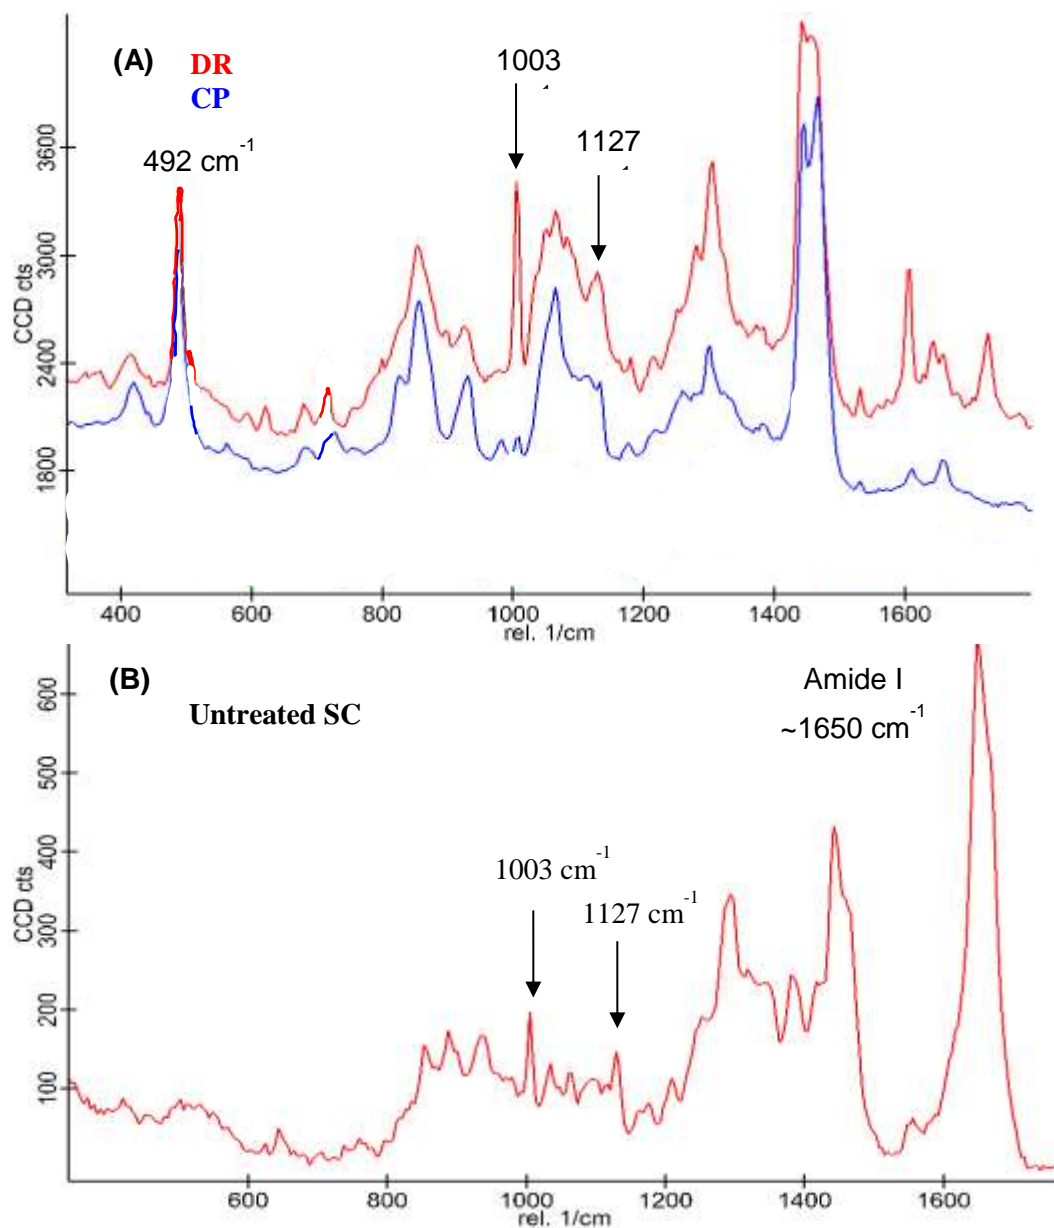 (A)
DR
CP
1003
1127
492 cm-1
CCD cts
3600
3000
2400
1800
400 600 800 1000 1200 1400 1600
rel. 1/cm
(B)
Untreated SC
Amide I
~1650 cm-1
1003 cm-1
1127 cm-1
CCD cts
600
500
400
300
200
100
600 800 1000 1200 1400 1600
rel. 1/cm